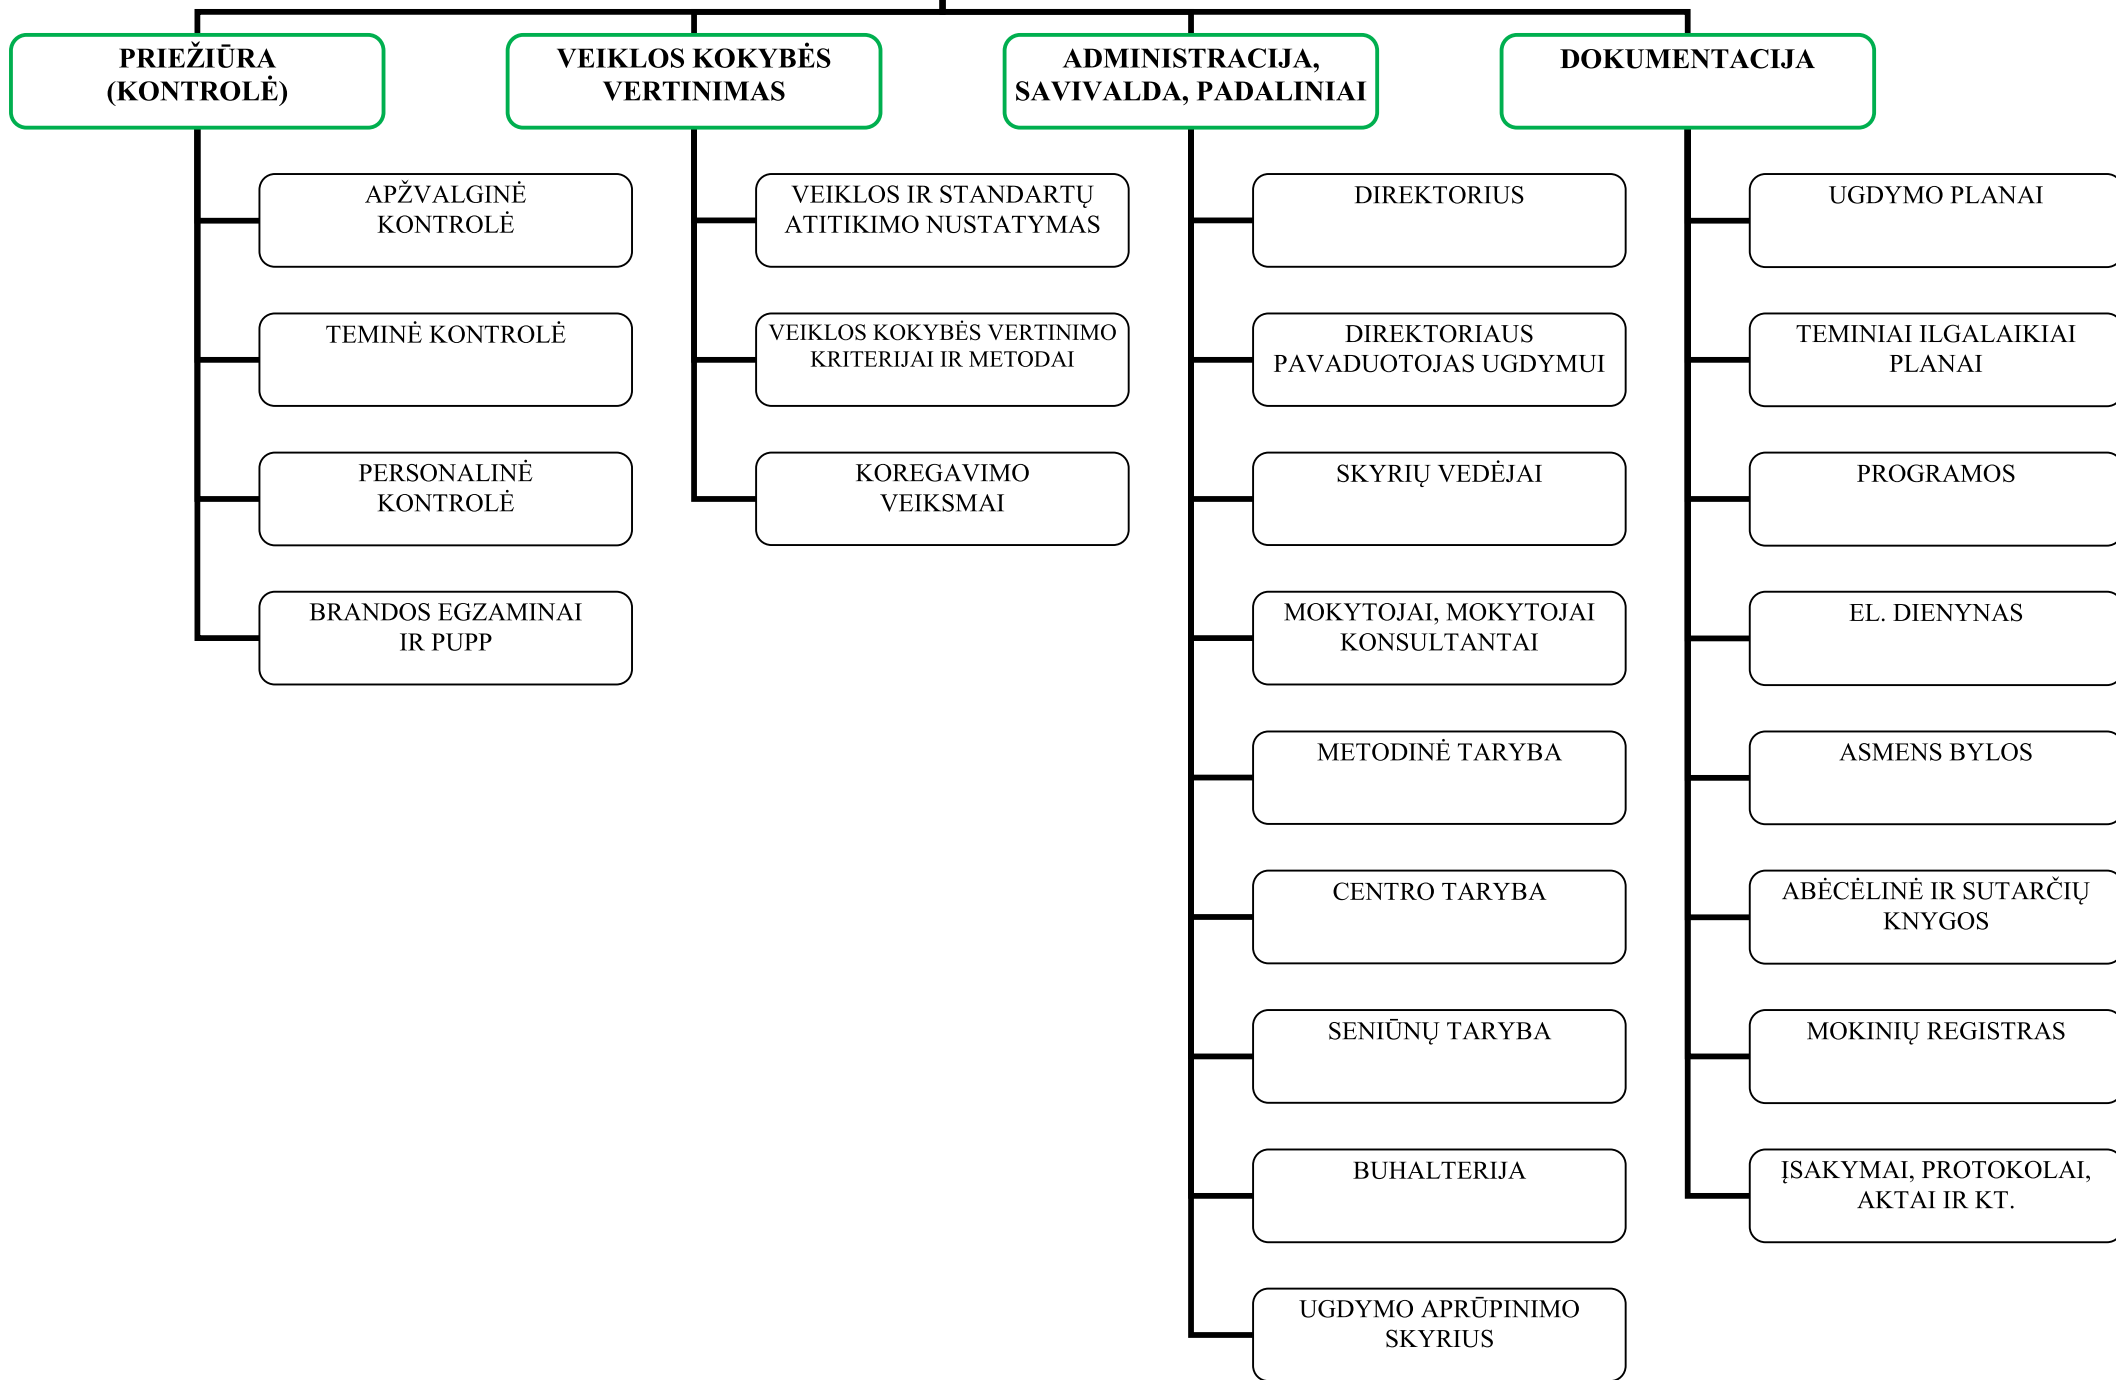 PRIEŽIŪRA
(KONTROLĖ)
VEIKLOS KOKYBĖS
VERTINIMAS
ADMINISTRACIJA,
SAVIVALDA, PADALINIAI
DOKUMENTACIJA
APŽVALGINĖ
KONTROLĖ
TEMINĖ KONTROLĖ
PERSONALINĖ
KONTROLĖ
BRANDOS EGZAMINAI
IR PUPP
VEIKLOS IR STANDARTŲ
ATITIKIMO NUSTATYMAS
VEIKLOS KOKYBĖS VERTINIMO
KRITERIJAI IR METODAI
KOREGAVIMO
VEIKSMAI
DIREKTORIUS
DIREKTORIAUS
PAVADUOTOJAS UGDYMUI
SKYRIŲ VEDĖJAI
MOKYTOJAI, MOKYTOJAI
KONSULTANTAI
METODINĖ TARYBA
CENTRO TARYBA
SENIŪNŲ TARYBA
BUHALTERIJA
UGDYMO APRŪPINIMO
SKYRIUS
UGDYMO PLANAI
TEMINIAI ILGALAIKIAI
PLANAI
PROGRAMOS
EL. DIENYNAS
ASMENS BYLOS
ABĖCĖLINĖ IR SUTARČIŲ
KNYGOS
MOKINIŲ REGISTRAS
ĮSAKYMAI, PROTOKOLAI,
AKTAI IR KT.